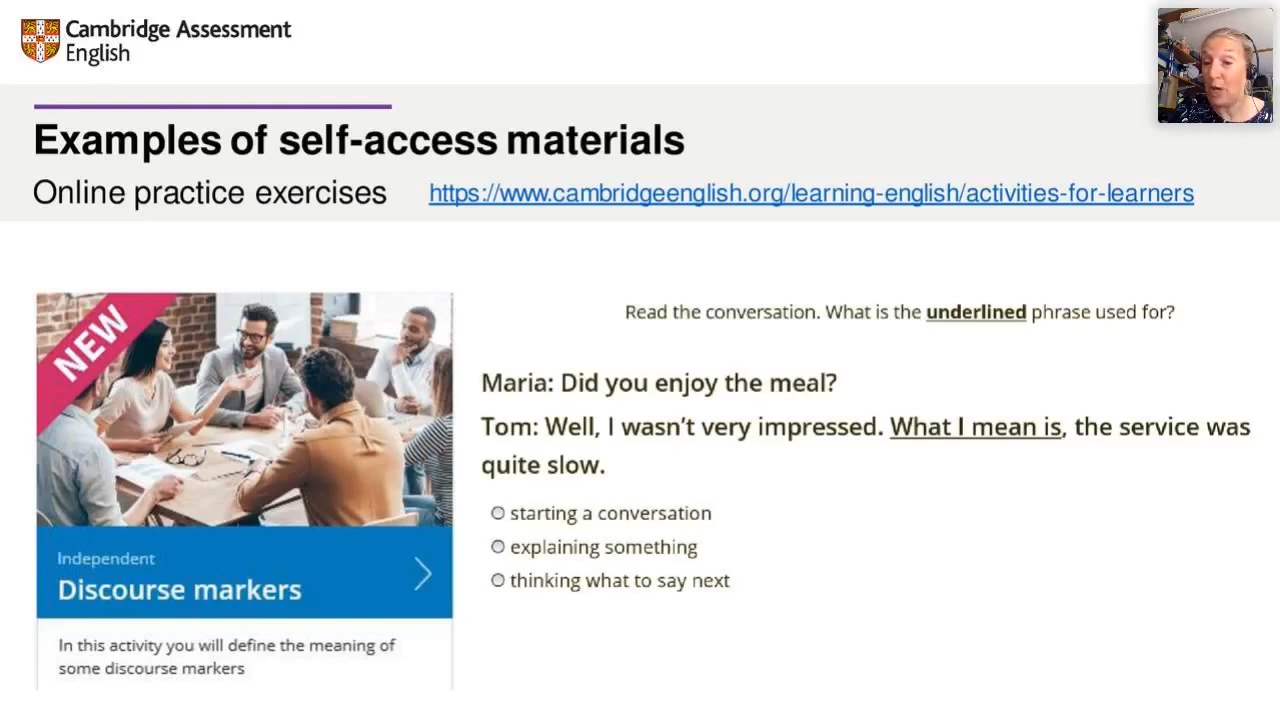 Cambridge Assessment
English
Examples of self-access materials
Online practice exercises https://www.cambridgeenglish.org/learning-english/activities-for-learners
NEW
Independent
Discourse markers
In this activity you will define the meaning of
some discourse markers
Read the conversation. What is the underlined phrase used for?
Maria: Did you enjoy the meal?
Tom: Well, I wasn't very impressed. What I mean is, the service was
quite slow.
starting a conversation
explaining something
thinking what to say next